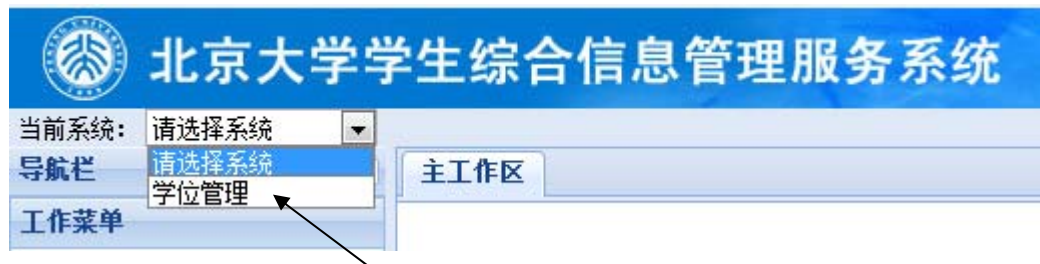 北京大学学生综合信息管理服务系统
当前系统： 请选择系统
导航栏 请选择系统 主工作区
学位管理
工作菜单